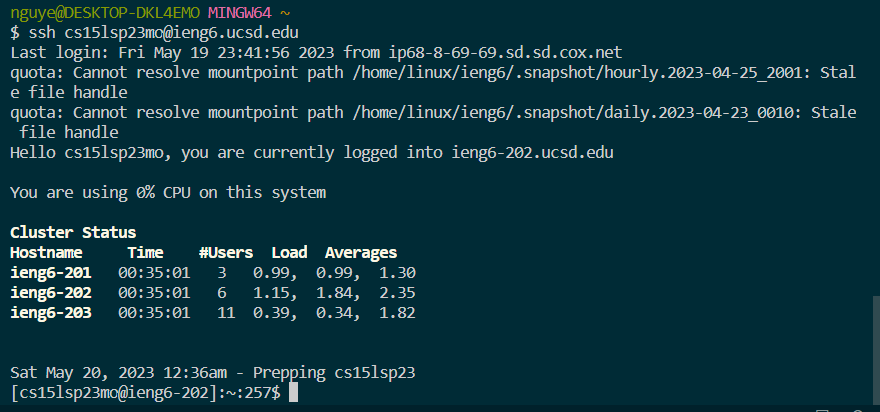 nguye@DESKTOP-DKL4EMO MINGW64 ~
$ ssh cs15lsp23mo@ieng6.ucsd.edu
Last login: Fri May 19 23:41:56 2023 from ip68-8-69-69.sd.sd.cox.net
quota: Cannot resolve mountpoint path /home/linux/ieng6/.snapshot/hourly.2023-04-25_2001: Stal
e file handle
quota: Cannot resolve mountpoint path /home/linux/ieng6/.snapshot/daily.2023-04-23_0010: Stale
 file handle
Hello cs15lsp23mo, you are currently logged into ieng6-202.ucsd.edu
You are using 0% CPU on this system
Cluster Status
Hostname     Time    #Users  Load  Averages
ieng6-201   00:35:01   3   0.99,  0.99,  1.30
ieng6-202   00:35:01   6   1.15,  1.84,  2.35
ieng6-203   00:35:01   11  0.39,  0.34,  1.82
Sat May 20, 2023 12:36am - Prepping cs15lsp23
[cs15lsp23mo@ieng6-202]:~:257$